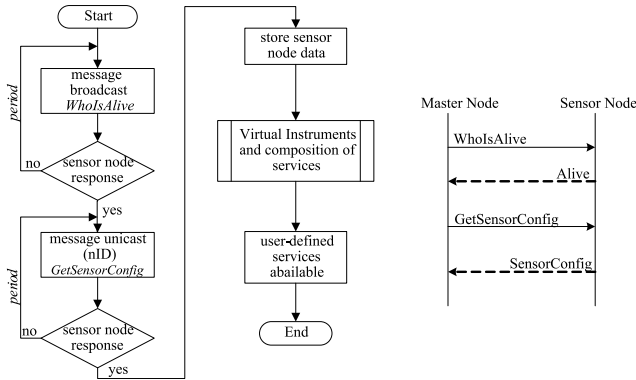 Start
period
message
broadcast
WhoIsAlive
no
sensor node
response
yes
period
message unicast
(nID)
GetSensorConfig
no
sensor node
response
yes
store sensor
node data
Virtual Instruments
and composition of
services
user-defined
services
abailable
End
Master Node
Sensor Node
WhoIsAlive
Alive
GetSensorConfig
SensorConfig